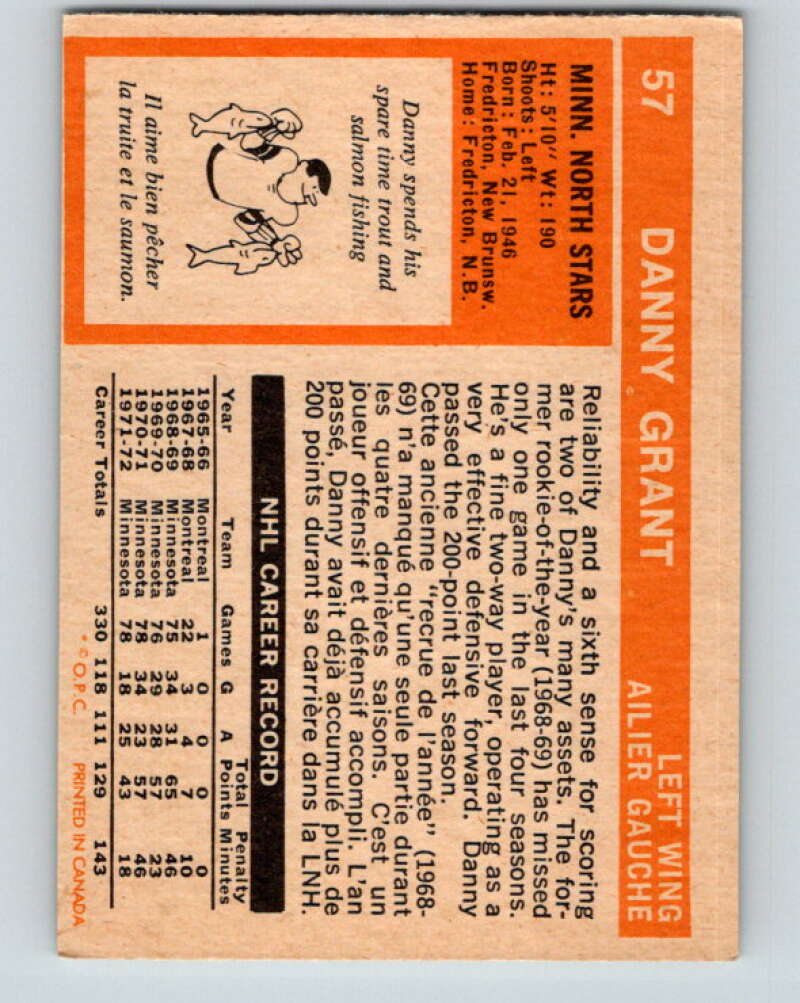 57 DANNY GRANT LEFT WING
AILIER GAUCHE
MINN. NORTH STARS
Ht: 5'10" Wt: 190
Shoots: Left
Born: Feb. 21, 1946
Fredricton, New Brunsw.
Home: Fredricton, N.B.
Danny spends his
spare time trout and
salmon fishing
Il aime bien pêcher
la truite et le saumon.
Reliability and a sixth sense for scoring
are two of Danny's many assets. The for-
mer rookie-of-the-year (1968-69) has missed
only one game in the last four seasons.
He's a fine two-way player, operating as a
very effective defensive forward. Danny
passed the 200-point last season.
Cette ancienne "recrue de l'année" (1968-
69) n'a manqué qu'une seule partie durant
les quatre dernières saisons. C'est un
joueur offensif et défensif accompli. L'an
passé, Danny avait déjà accumulé plus de
200 points durant sa carrière dans la LNH.
NHL CAREER RECORD
Total Penalty
Year Team Games G A Points Minutes
1965-66 Montreal 1 0 0 0 0
1967-68 Montreal 22 3 4 7 10
1968-69 Minnesota 75 34 31 65 46
1969-70 Minnesota 76 29 28 57 23
1970-71 Minnesota 78 34 23 57 46
1971-72 Minnesota 78 18 25 43 18
Career Totals 330 118 111 129 143
* © O.P.C. PRINTED IN CANADA